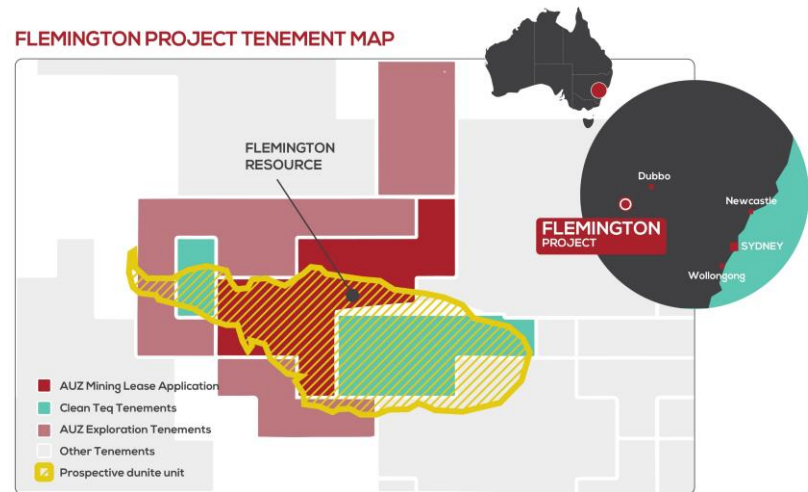 FLEMINGTON PROJECT TENEMENT MAP
FLEMINGTON
RESOURCE
Dubbo
Newcastle
FLEMINGTON
PROJECT
SYDNEY
Wollongong
AUZ Mining Lease Application
Clean Teq Tenements
AUZ Exploration Tenements
Other Tenements
Prospective dunite unit